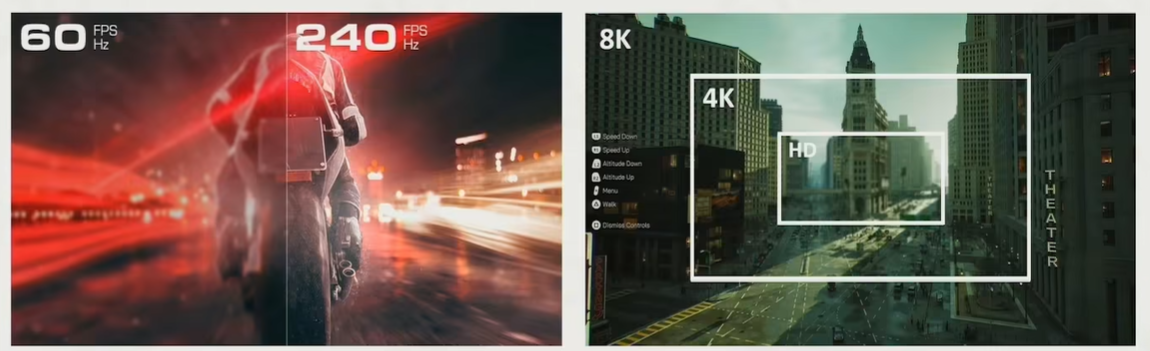 60 FPS
Hz
240 FPS
Hz
8K
4K
HD
Speed Down
Speed Up
Altitude Down
Altitude Up
Menu
Walk
Dismiss Controls
THEATER